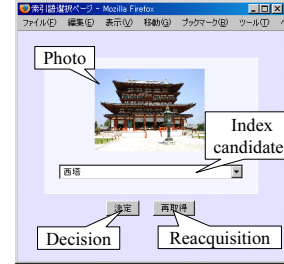 索引語選択ページ - Mozilla Firefox
ファイル(F) 編集(E) 表示(V) 移動(G) ブックマーク(B) ツール(T)
Photo
Index
candidate
西塔
決定 再取得
Decision Reacquisition